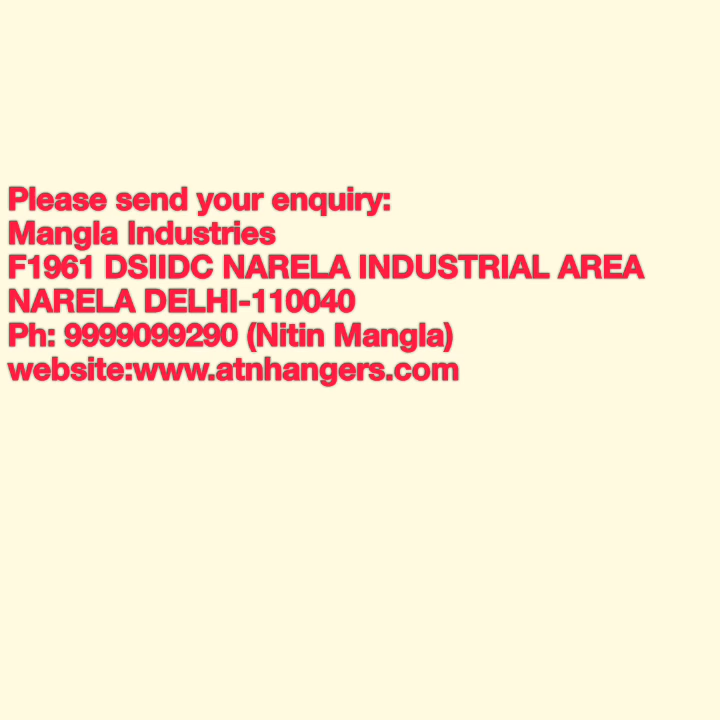 Please send your enquiry:
Mangla Industries
F1961 DSIIDC NARELA INDUSTRIAL AREA
NARELA DELHI-110040
Ph: 9999099290 (Nitin Mangla)
website:www.atnhangers.com